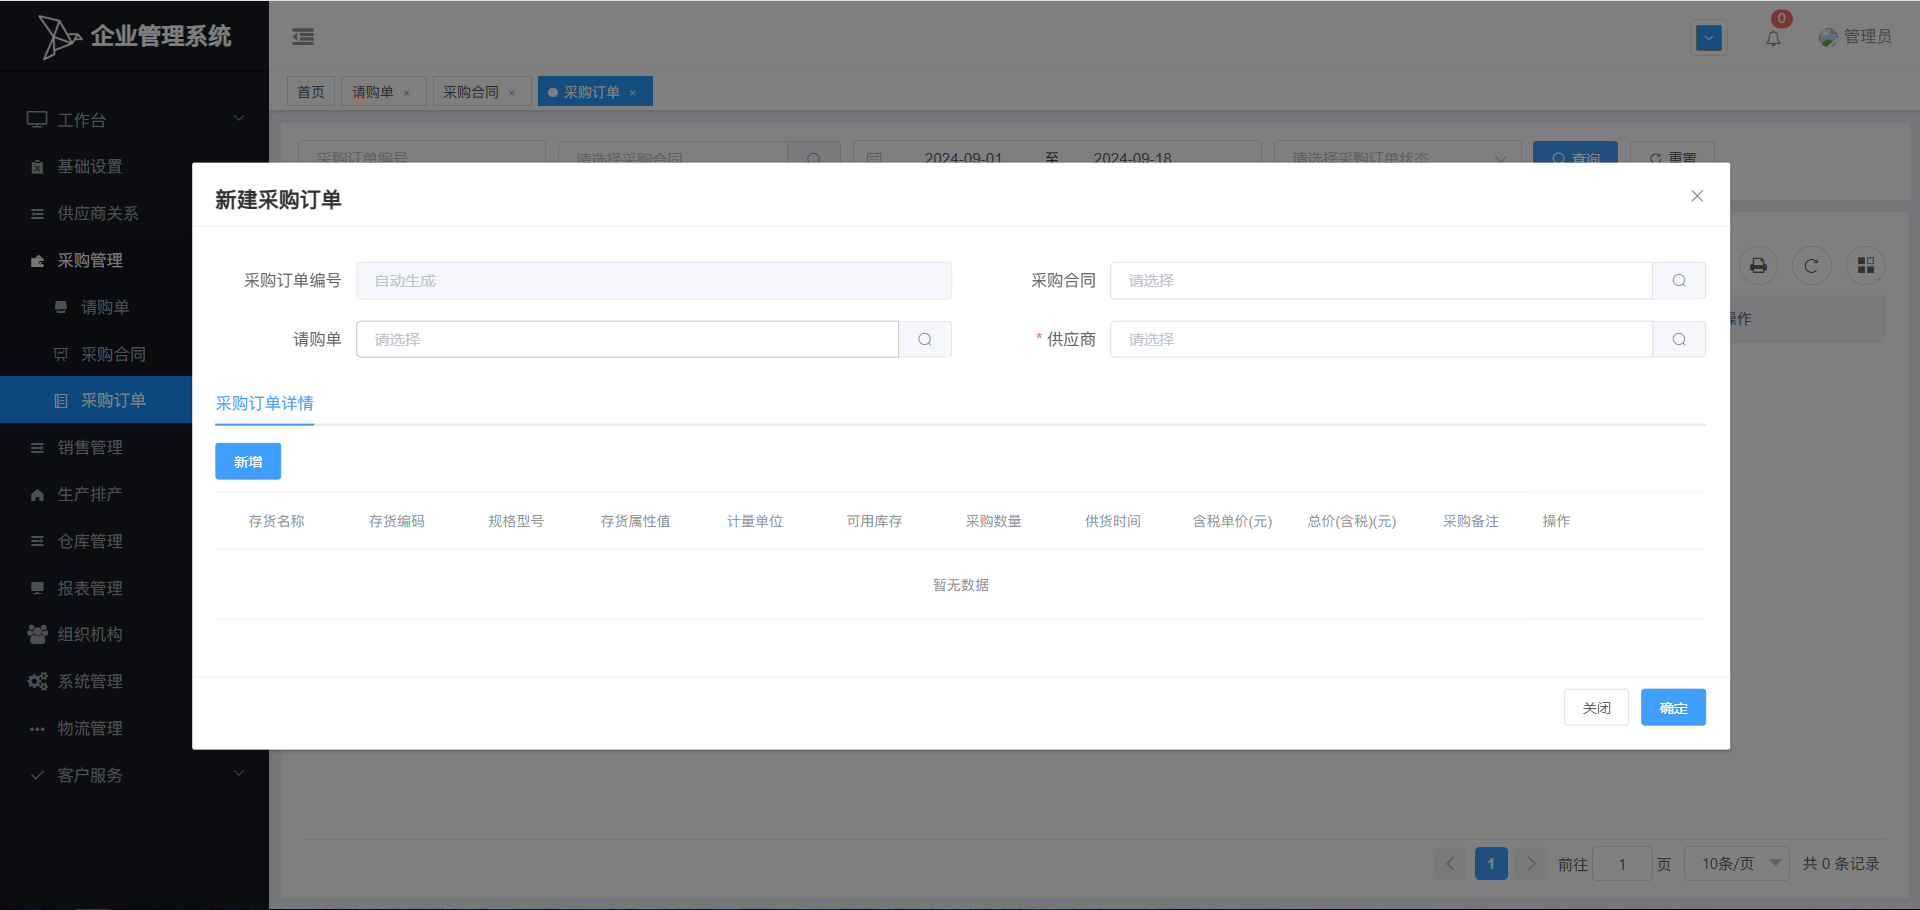 企业管理系统
0
管理员
首页
请购单 ×
采购合同 ×
采购订单 ×
工作台
基础设置
供应商关系
采购管理
请购单
采购合同
采购订单
销售管理
生产排产
仓库管理
报表管理
组织机构
系统管理
物流管理
客户服务
采购订单编号
请选择采购合同
2024-09-01 至 2024-09-18
请选择采购订单状态
查询
重置
操作
新建采购订单
采购订单编号 自动生成
采购合同 请选择
请购单 请选择
* 供应商 请选择
采购订单详情
新增
存货名称 存货编码 规格型号 存货属性值 计量单位 可用库存 采购数量 供货时间 含税单价(元) 总价(含税)(元) 采购备注 操作
暂无数据
关闭 确定
1 前往 1 页 10条/页 共 0 条记录